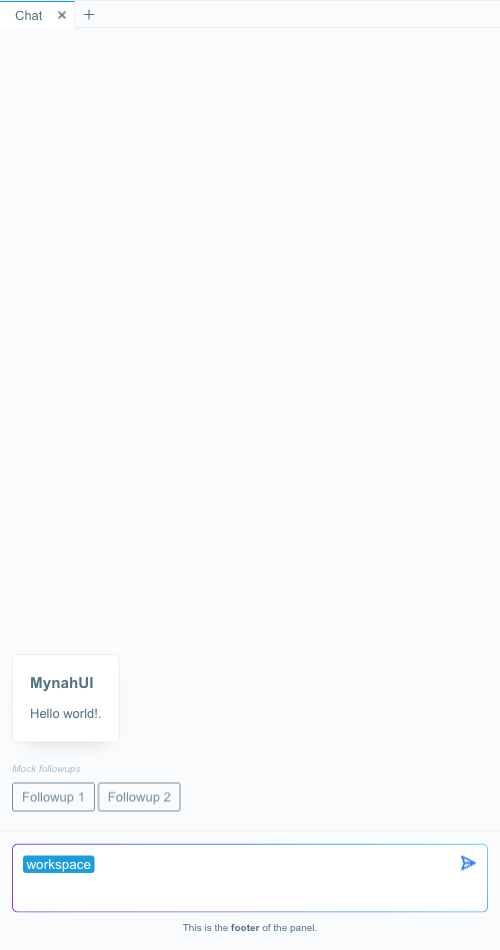 Chat
MynahUI
Hello world!.
Mock followups
Followup 1 Followup 2
workspace
This is the footer of the panel.